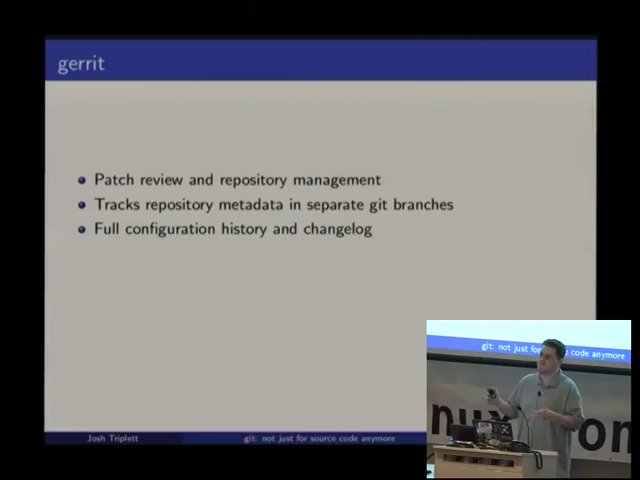 gerrit
Patch review and repository management
Tracks repository metadata in separate git branches
Full configuration history and changelog
Josh Triplett
git: not just for source code anymore
git: not just for code anymore